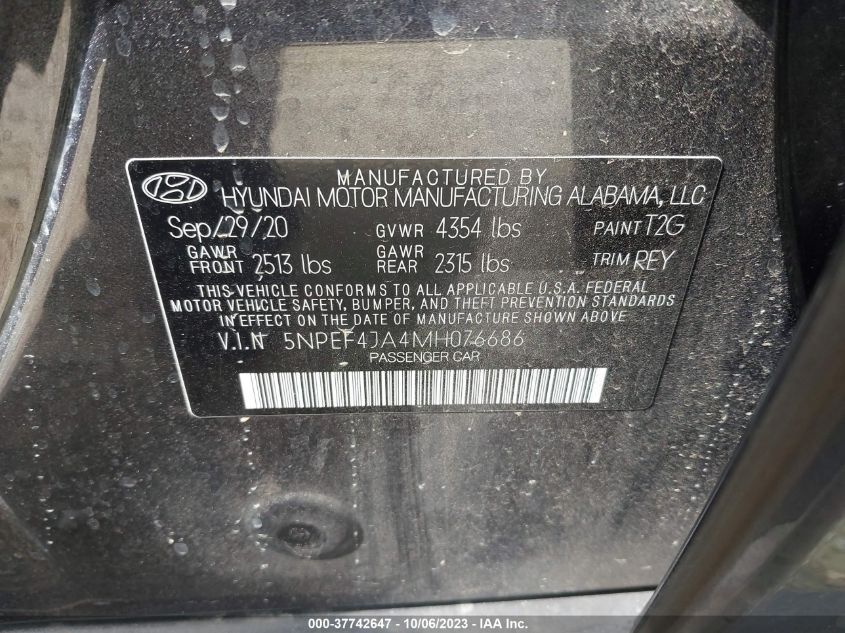 MANUFACTURED BY
HYUNDAI MOTOR MANUFACTURING ALABAMA, LLC
Sep/29/20 GVWR 4354 lbs PAINT T2G
GAWR FRONT 2513 lbs GAWR REAR 2315 lbs TRIM REY
THIS VEHICLE CONFORMS TO ALL APPLICABLE U.S.A. FEDERAL
MOTOR VEHICLE SAFETY, BUMPER, AND THEFT PREVENTION STANDARDS
IN EFFECT ON THE DATE OF MANUFACTURE SHOWN ABOVE
V.I.N 5NPEF4JA4MH076686
PASSENGER CAR
000-37742647 - 10/06/2023 - IAA Inc.